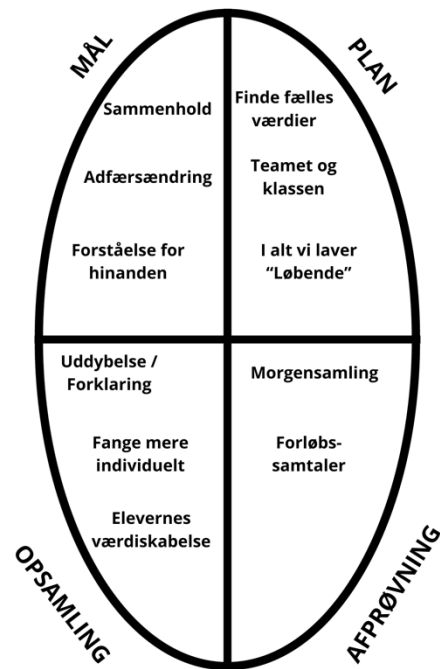 MÅL
Sammenhold
Adfærsændring
Forståelse for
hinanden
PLAN
Finde fælles
værdier
Teamet og
klassen
I alt vi laver
“Løbende”
Uddybelse /
Forklaring
Fange mere
individuelt
Elevernes
værdiskabelse
OPSAMLING
Morgensamling
Forløbs-
samtaler
AFPRØVNING